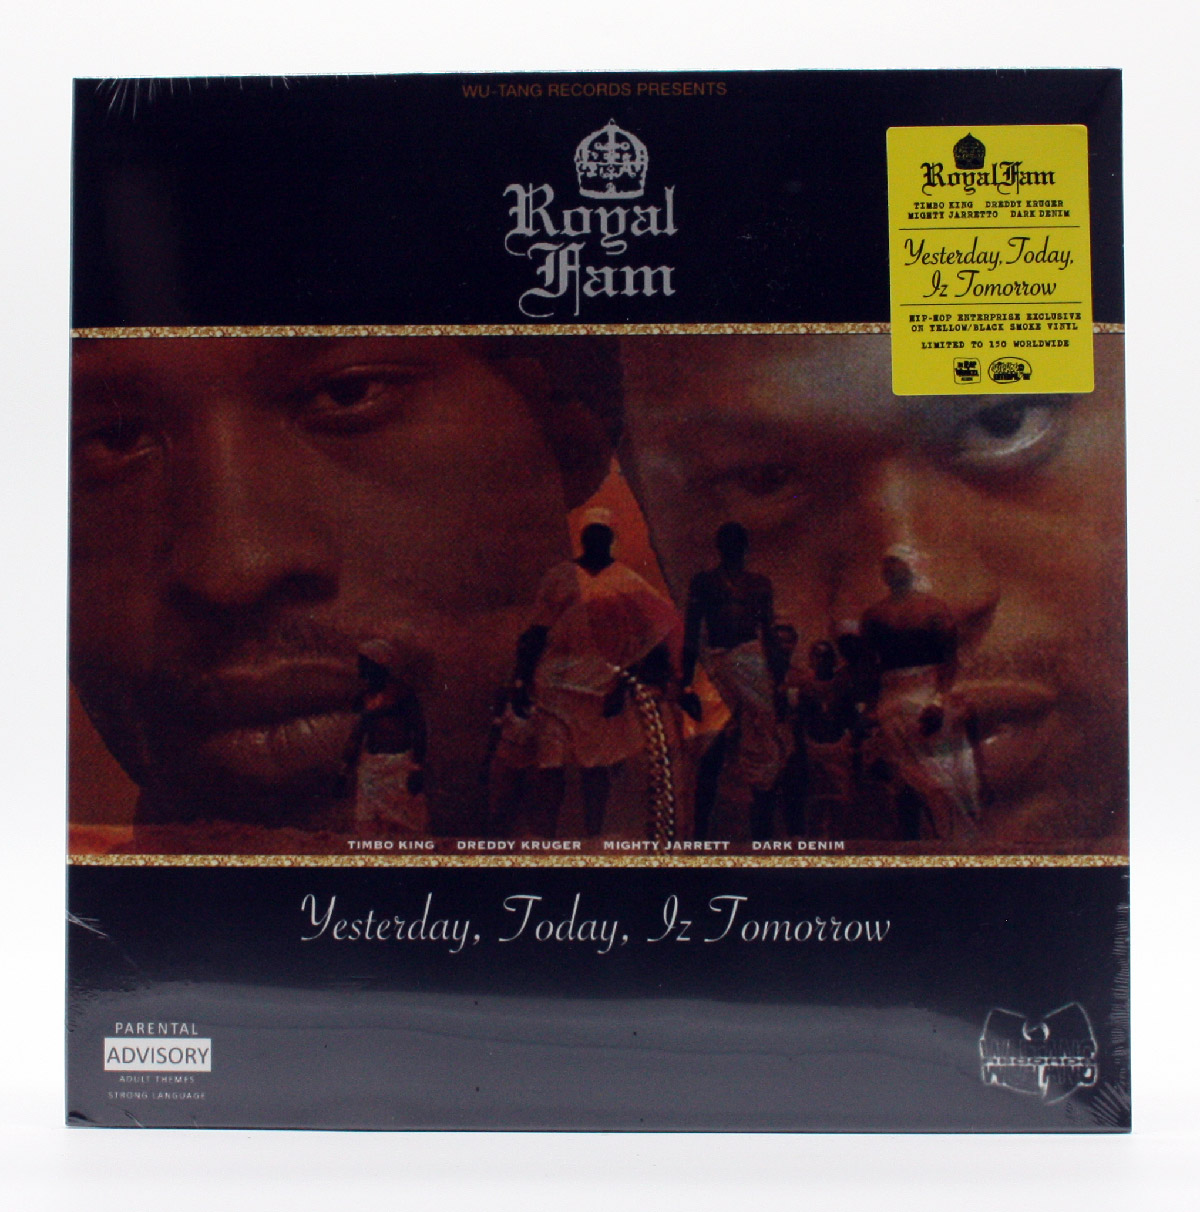 WU-TANG RECORDS PRESENTS
Royal
Fam
Royal Fam
TIMBO KING DREDDY KRUGER
MIGHTY JARRETTO DARK DENIM
Yesterday, Today,
Iz Tomorrow
HIP-HOP ENTERPRISE EXCLUSIVE
ON YELLOW/BLACK SMOKE VINYL
LIMITED TO 150 WORLDWIDE
TIMBO KING DREDDY KRUGER MIGHTY JARRETT DARK DENIM
Yesterday, Today, Iz Tomorrow
PARENTAL
ADVISORY
ADULT THEMES
STRONG LANGUAGE
RECORDS